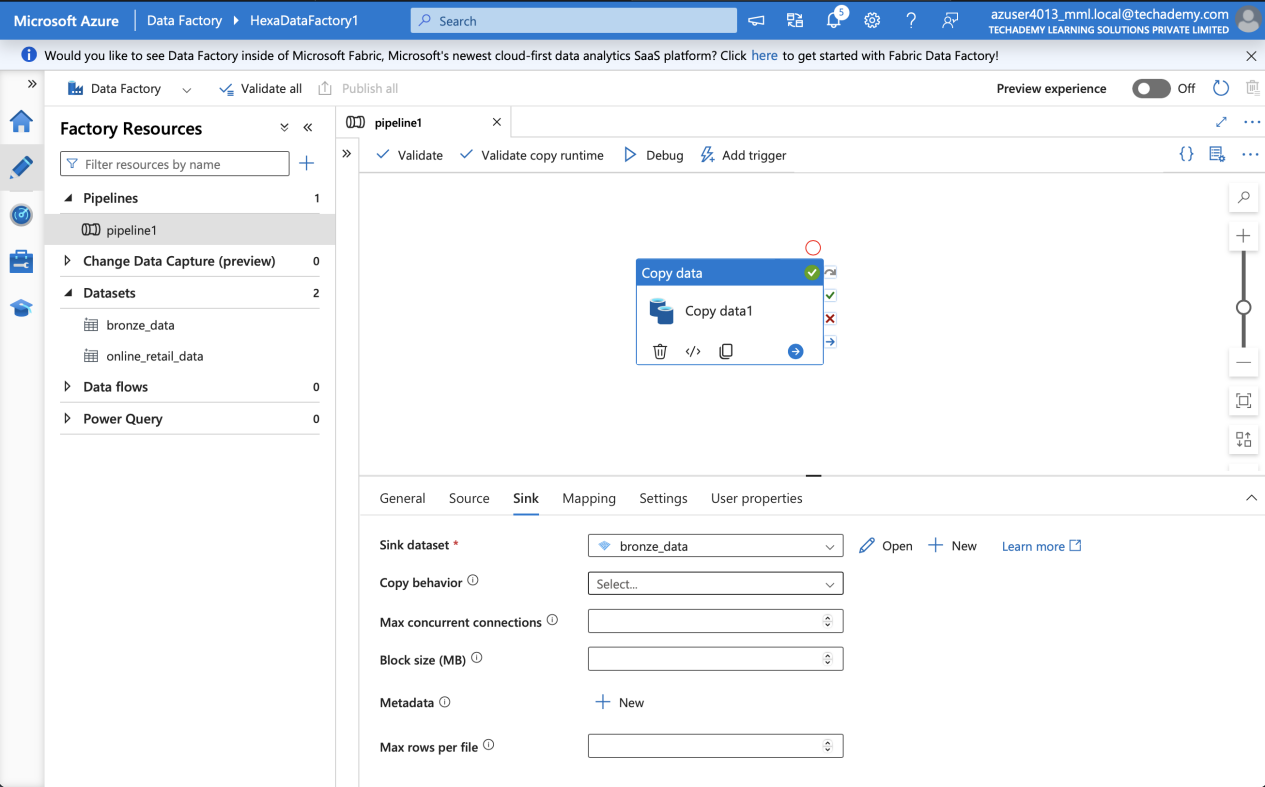 Microsoft Azure
Data Factory
HexaDataFactory1
Search
5
azuser4013_mml.local@techademy.com
TECHADEMY LEARNING SOLUTIONS PRIVATE LIMITED
Would you like to see Data Factory inside of Microsoft Fabric, Microsoft's newest cloud-first data analytics SaaS platform? Click here to get started with Fabric Data Factory!
Data Factory
Validate all
Publish all
Preview experience
Off
Factory Resources
Filter resources by name
Pipelines 1
pipeline1
Change Data Capture (preview) 0
Datasets 2
bronze_data
online_retail_data
Data flows 0
Power Query 0
pipeline1
Validate
Validate copy runtime
Debug
Add trigger
Copy data
Copy data1
General
Source
Sink
Mapping
Settings
User properties
Sink dataset *
bronze_data
Open
New
Learn more
Copy behavior
Select...
Max concurrent connections
Block size (MB)
Metadata
New
Max rows per file